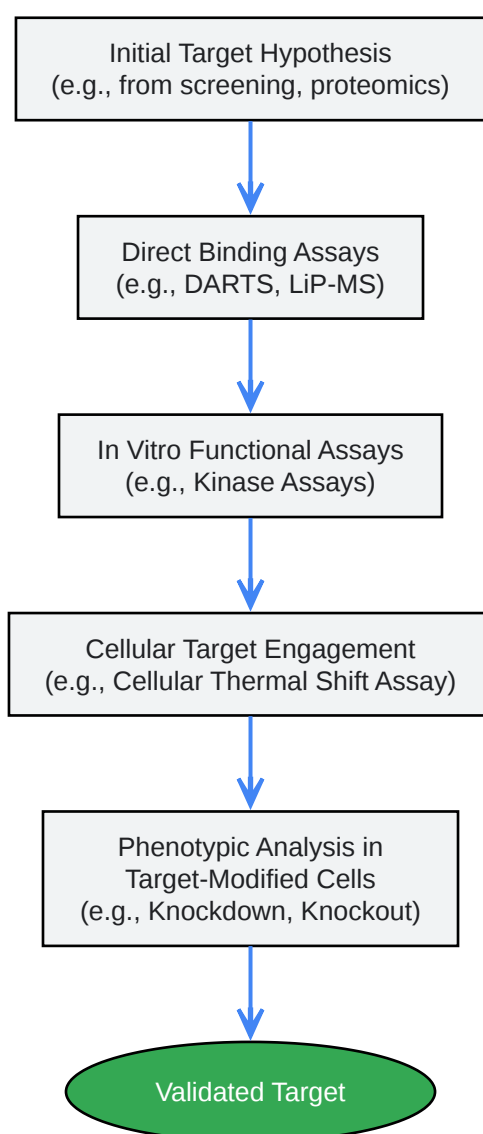 Initial Target Hypothesis
(e.g., from screening, proteomics)
Direct Binding Assays
(e.g., DARTS, LiP-MS)
In Vitro Functional Assays
(e.g., Kinase Assays)
Cellular Target Engagement
(e.g., Cellular Thermal Shift Assay)
Phenotypic Analysis in
Target-Modified Cells
(e.g., Knockdown, Knockout)
Validated Target